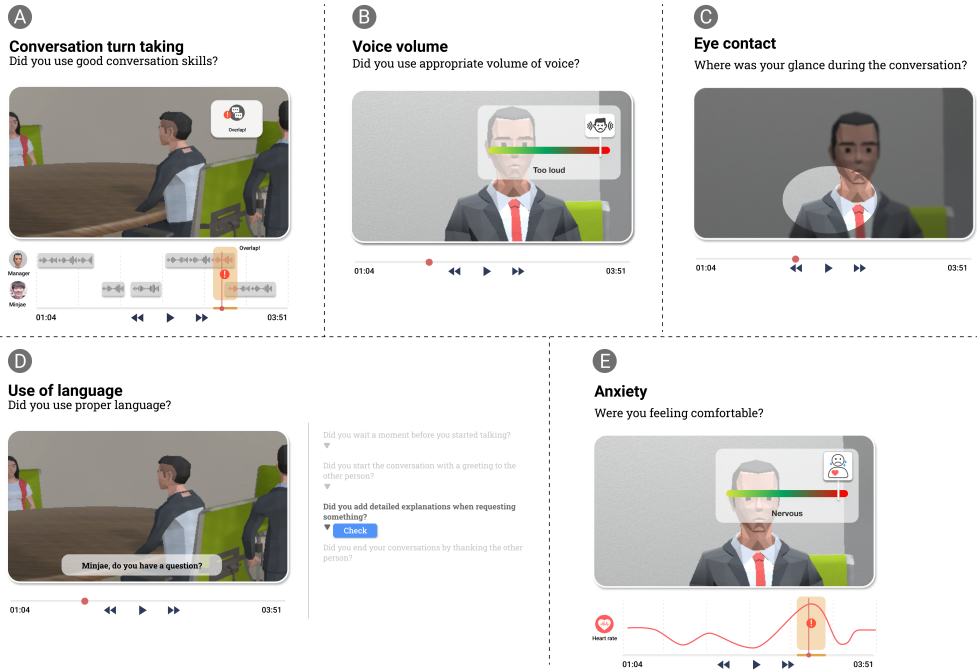 A
Conversation turn taking
Did you use good conversation skills?
Overlap!
Overlap!
Manager
Minjae
01:04
03:51
B
Voice volume
Did you use appropriate volume of voice?
Too loud
01:04
03:51
C
Eye contact
Where was your glance during the conversation?
01:04
03:51
D
Use of language
Did you use proper language?
Minjae, do you have a question?
01:04
03:51
Did you wait a moment before you started talking?
Did you start the conversation with a greeting to the
other person?
Did you add detailed explanations when requesting
something?
Check
Did you end your conversations by thanking the other
person?
E
Anxiety
Were you feeling comfortable?
Nervous
Heart rate
01:04
03:51